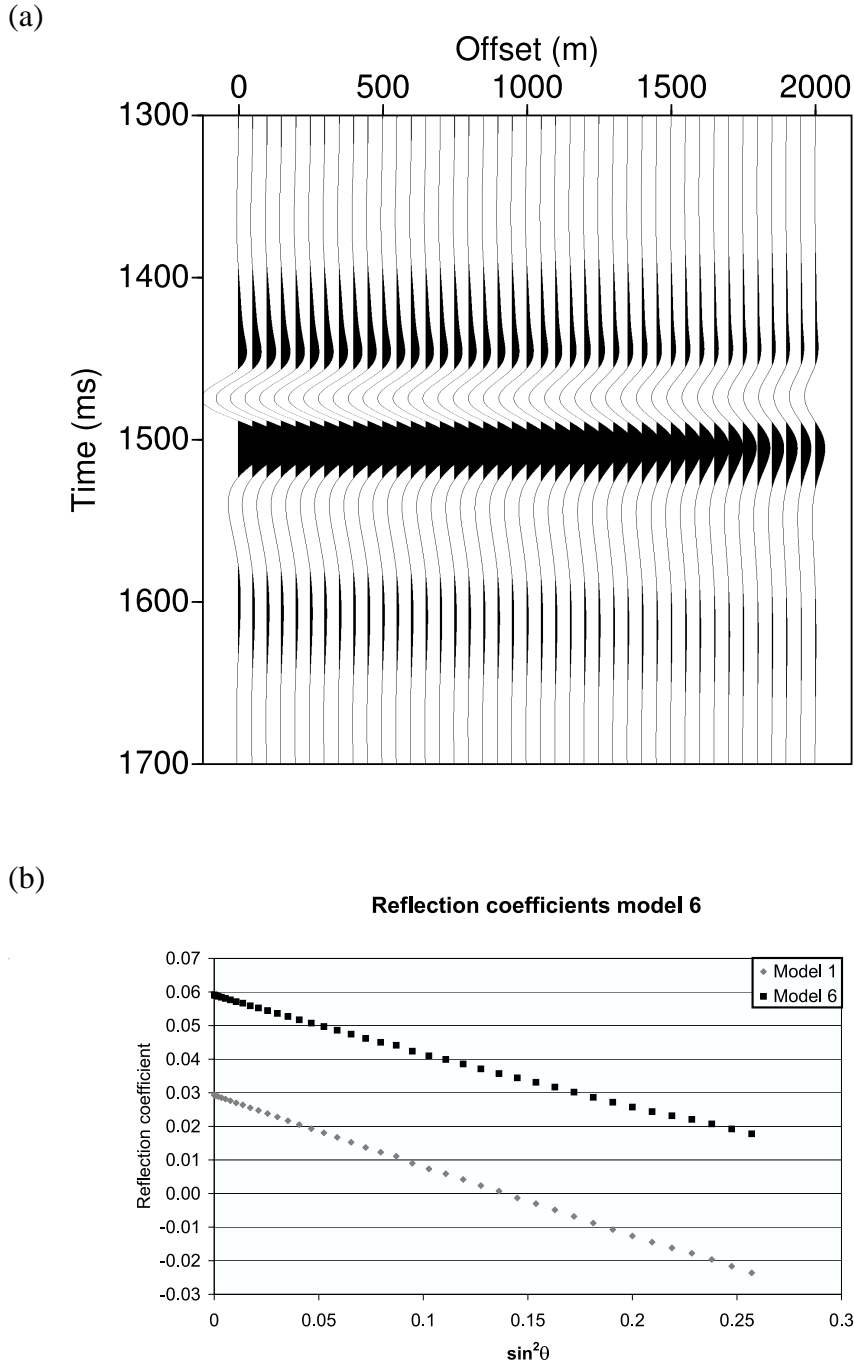 (a)
Offset (m)
0 500 1000 1500 2000
Time (ms)
1300
1400
1500
1600
1700
(b)
Reflection coefficients model 6
Reflection coefficient
0.07
0.06
0.05
0.04
0.03
0.02
0.01
0.00
-0.01
-0.02
-0.03
Model 1
Model 6
0 0.05 0.1 0.15 0.2 0.25 0.3
sin²θ